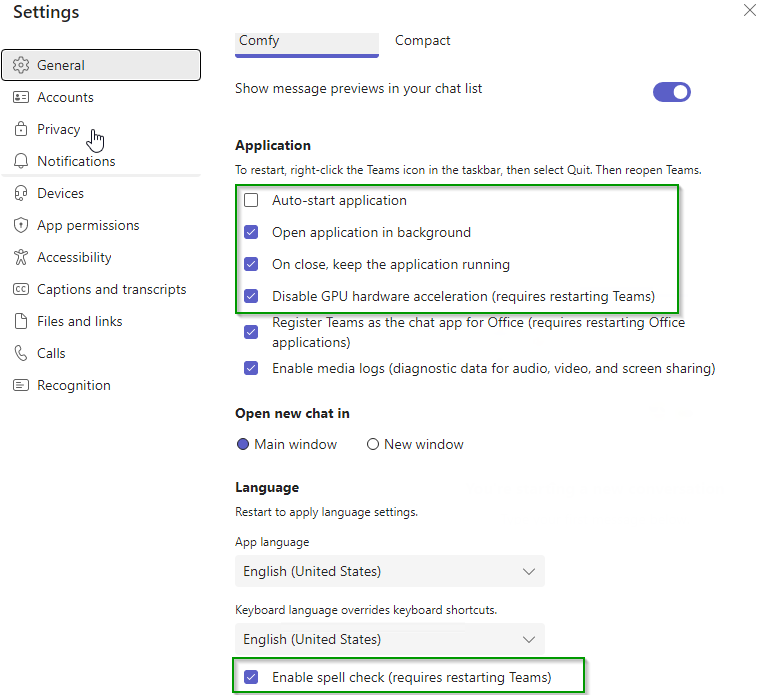 Settings
General
Accounts
Privacy
Notifications
Devices
App permissions
Accessibility
Captions and transcripts
Files and links
Calls
Recognition
Comfy
Compact
Show message previews in your chat list
Application
To restart, right-click the Teams icon in the taskbar, then select Quit. Then reopen Teams.
Auto-start application
Open application in background
On close, keep the application running
Disable GPU hardware acceleration (requires restarting Teams)
Register Teams as the chat app for Office (requires restarting Office
applications)
Enable media logs (diagnostic data for audio, video, and screen sharing)
Open new chat in
Main window
New window
Language
Restart to apply language settings.
App language
English (United States)
Keyboard language overrides keyboard shortcuts.
English (United States)
Enable spell check (requires restarting Teams)